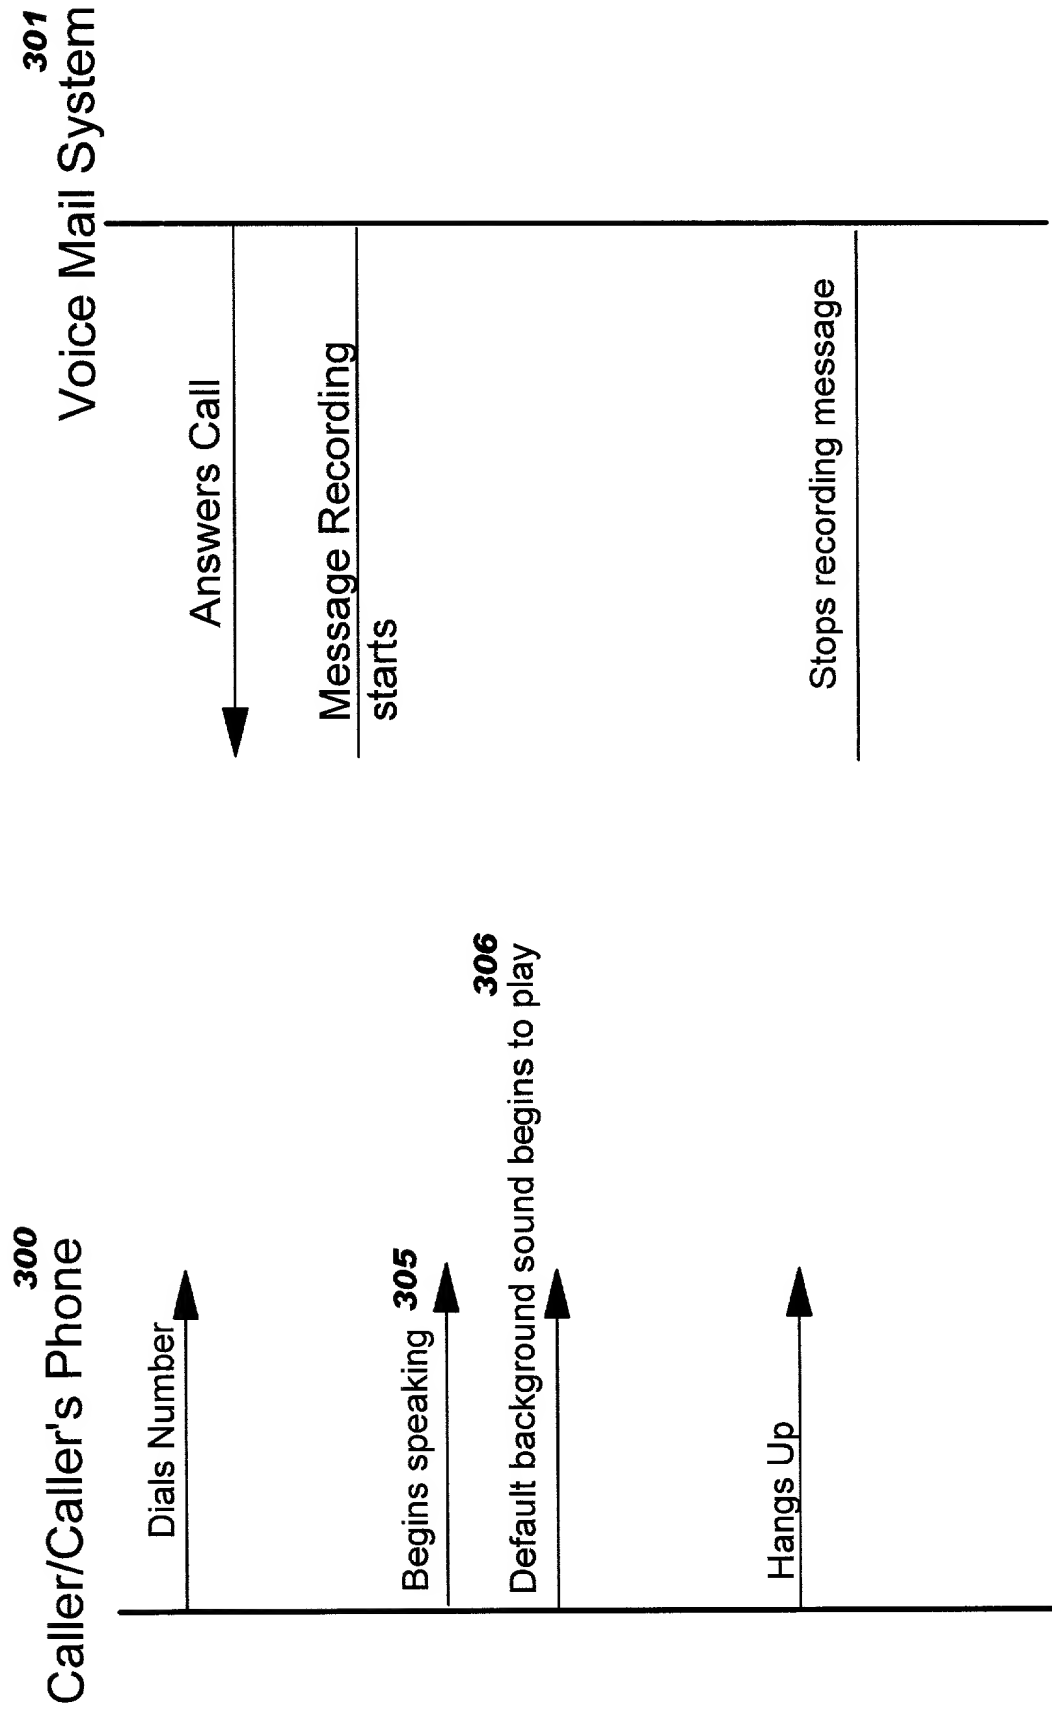 300
Caller/Caller's Phone
301
Voice Mail System
Dials Number
Answers Call
Message Recording
starts
Begins speaking 305
306
Default background sound begins to play
Hangs Up
Stops recording message